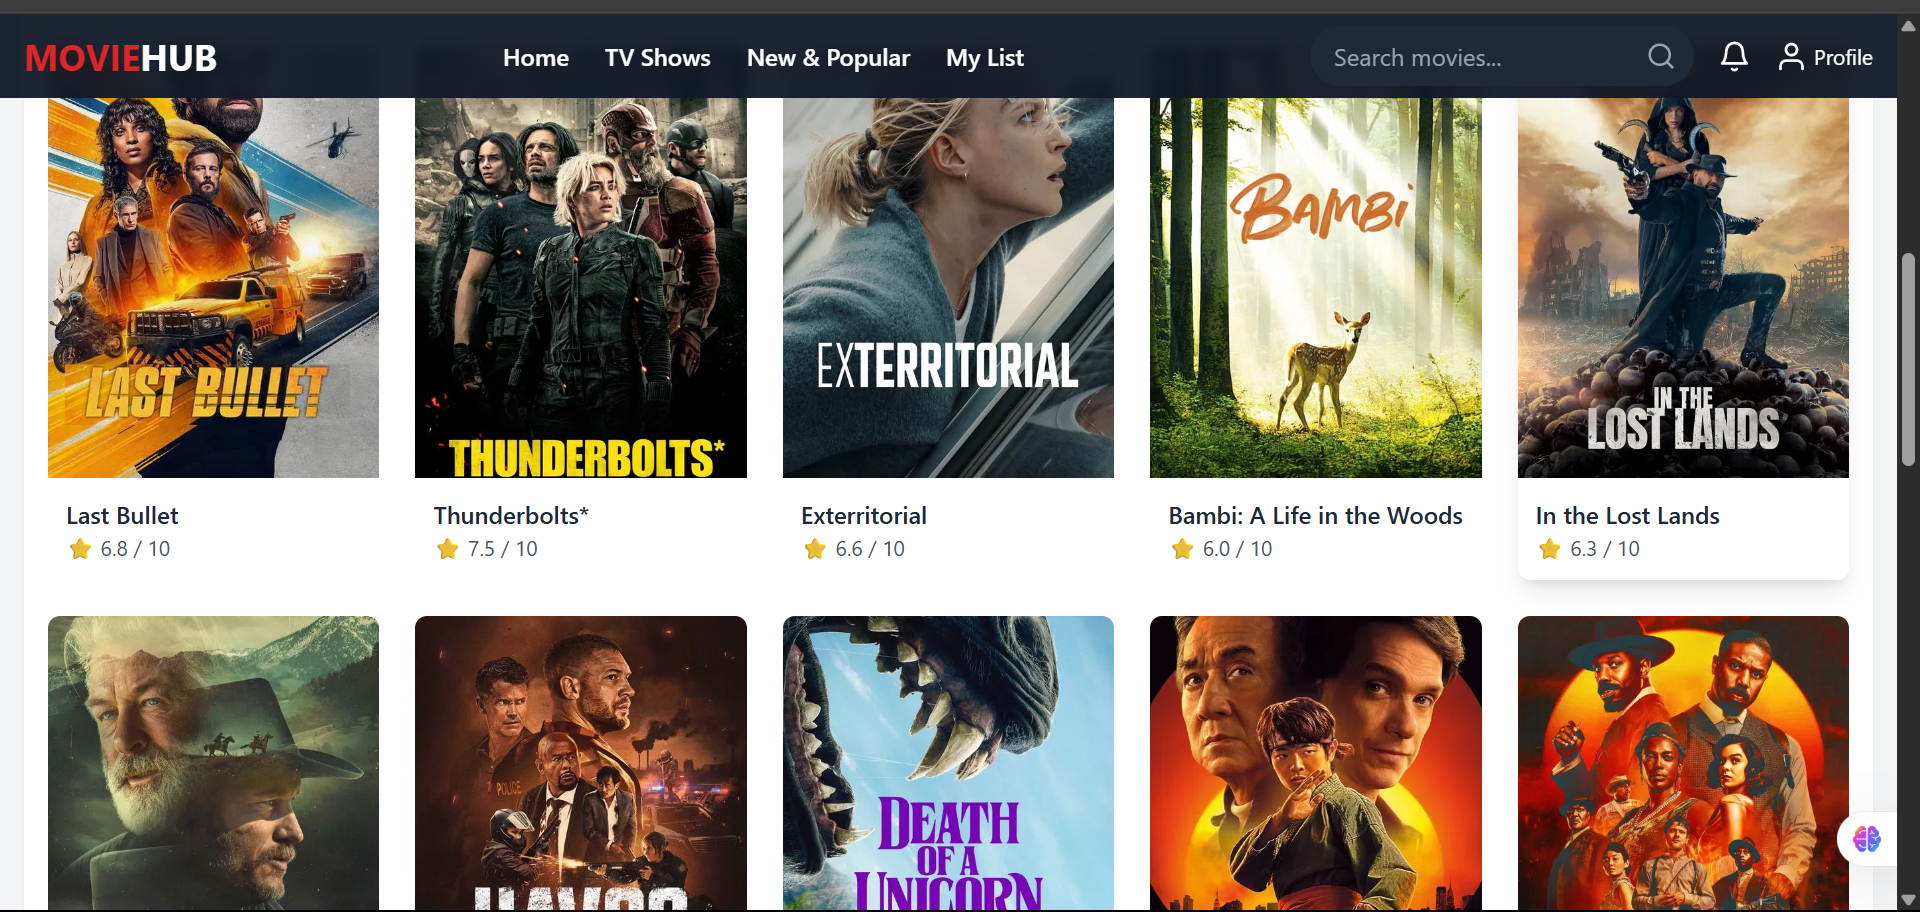 MOVIEHUB
Home TV Shows New & Popular My List
Search movies...
Profile
LAST BULLET
THUNDERBOLTS*
EXTERRITORIAL
BAMBI
IN THE
LOST LANDS
Last Bullet
6.8 / 10
Thunderbolts*
7.5 / 10
Exterritorial
6.6 / 10
Bambi: A Life in the Woods
6.0 / 10
In the Lost Lands
6.3 / 10
POLICE
HAVOC
DEATH
OF A
UNICORN